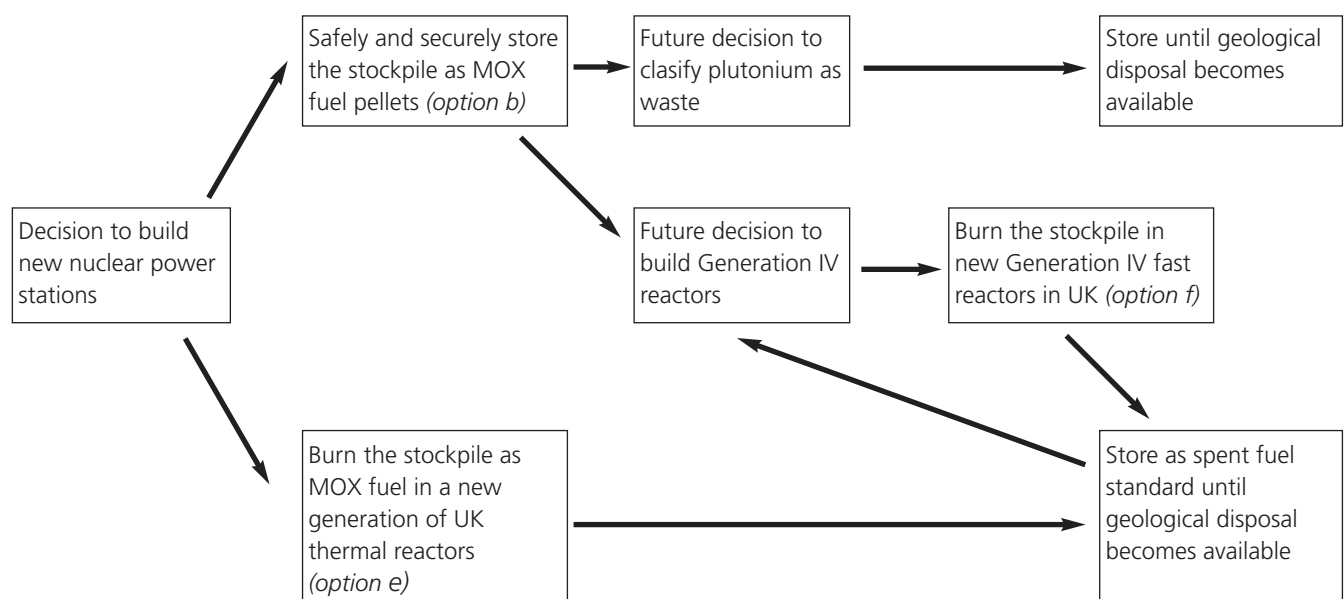 Safely and securely store
the stockpile as MOX
fuel pellets (option b)
Future decision to
clasify plutonium as
waste
Store until geological
disposal becomes
available
Decision to build
new nuclear power
stations
Future decision to
build Generation IV
reactors
Burn the stockpile in
new Generation IV fast
reactors in UK (option f)
Burn the stockpile as
MOX fuel in a new
generation of UK
thermal reactors
(option e)
Store as spent fuel
standard until
geological disposal
becomes available